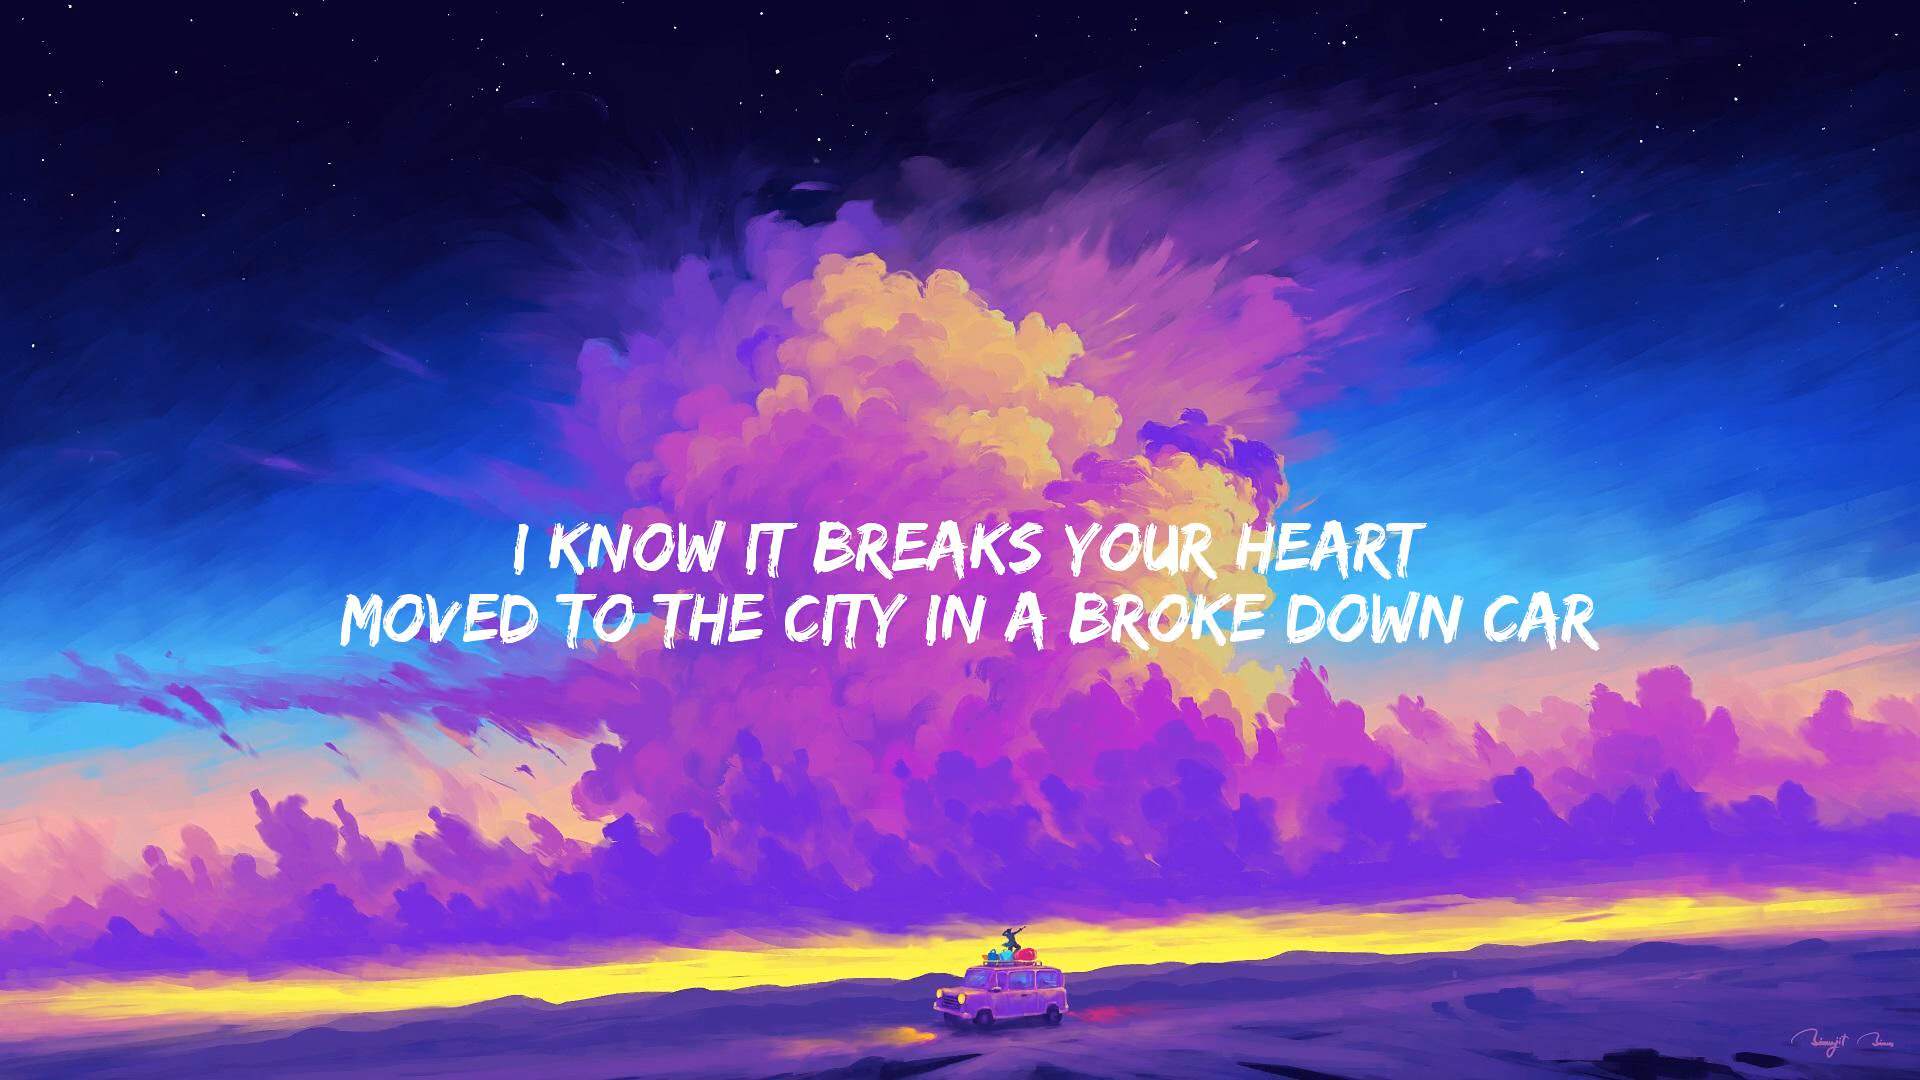 I KNOW IT BREAKS YOUR HEART
MOVED TO THE CITY IN A BROKE DOWN CAR